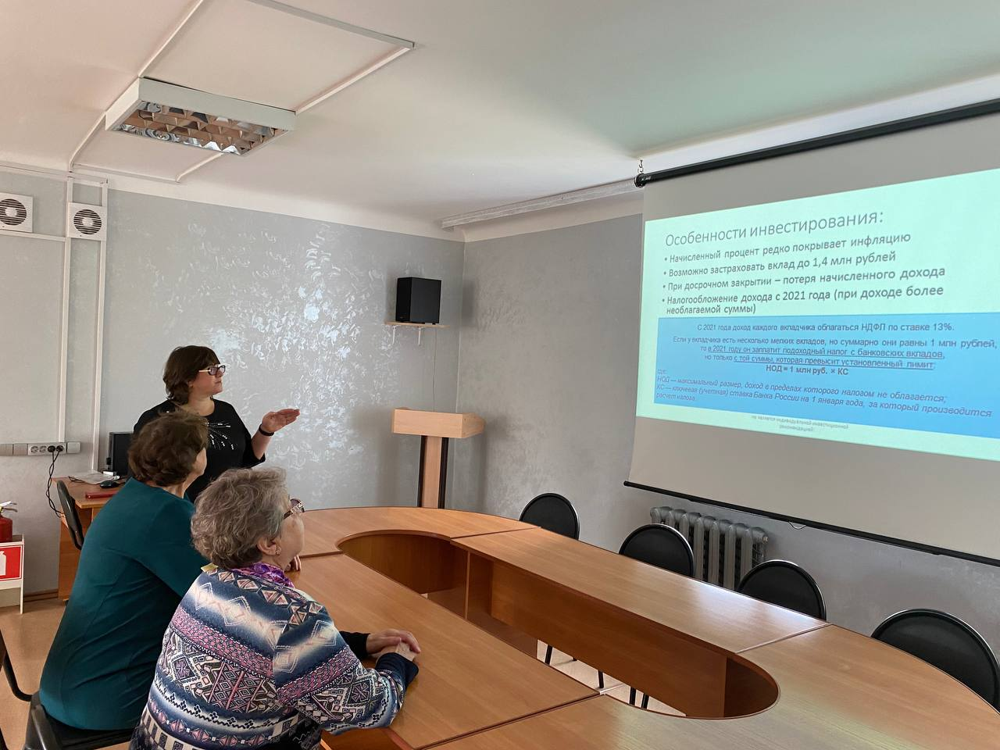 Особенности инвестирования:
• Начисленный процент редко покрывает инфляцию
• Возможно застраховать вклад до 1,4 млн рублей
• При досрочном закрытии – потеря начисленного дохода
• Налогообложение дохода с 2021 года (при доходе более
необлагаемой суммы)
С 2021 года доход каждого вкладчика облагаться НДФЛ по ставке 13%.
Если у вкладчика есть несколько мелких вкладов, но суммарно они равны 1 млн рублей,
то в 2021 году он заплатит подоходный налог с банковских вкладов,
но только с той суммы, которая превысит установленный лимит.
НОД = 1 млн руб. × КС
где:
НОД — максимальный размер, доход в пределах которого налогом не облагается;
КС — ключевая (учетная) ставка Банка России на 1 января года, за который производится
расчет налога.
не является индивидуальной инвестиционной
рекомендацией!